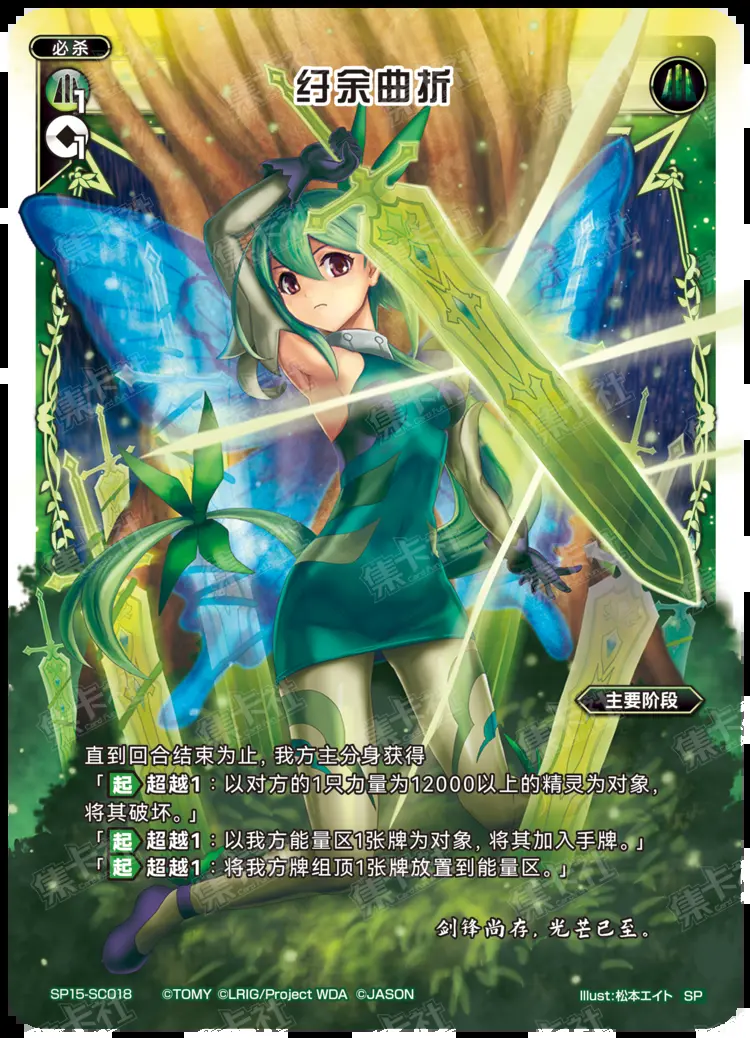 必杀
纡余曲折
1
1
主要阶段
直到回合结束为止,我方主分身获得
「起 超越1:以对方的1只力量为12000以上的精灵为对象,
将其破坏。」
「起 超越1:以我方能量区1张牌为对象,将其加入手牌。」
「起 超越1:将我方牌组顶1张牌放置到能量区。」
剑锋尚存,光芒已至。
SP15-SC018 ©TOMY ©LRIG/Project WDA ©JASON Illust:松本エイト SP
集卡社